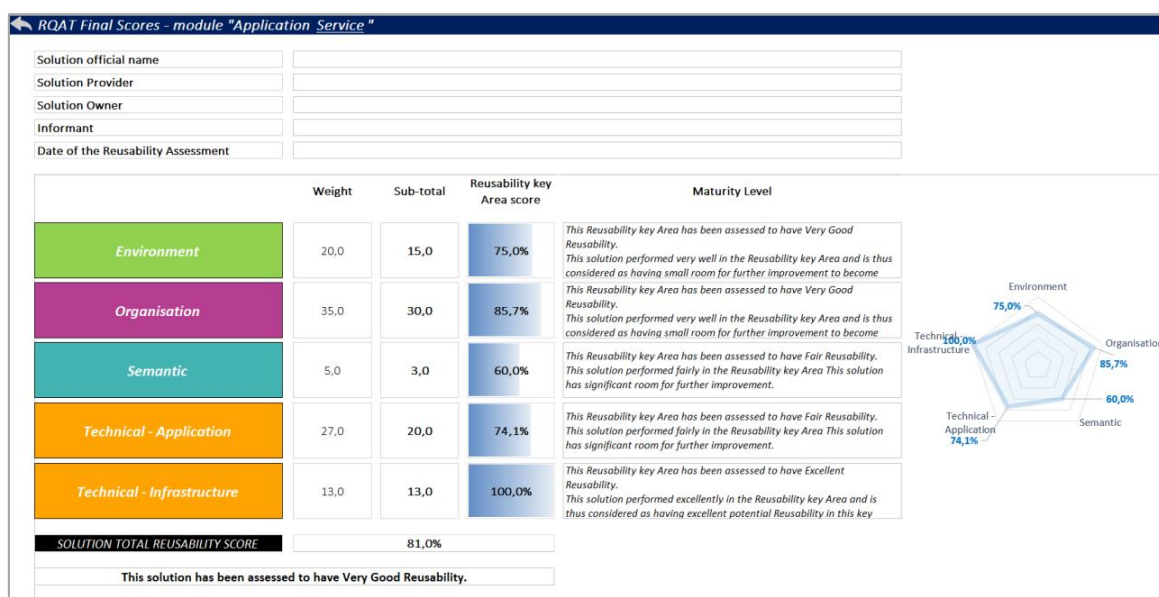 RQAT Final Scores - module "Application Service "
Solution official name
Solution Provider
Solution Owner
Informant
Date of the Reusability Assessment
Weight Sub-total Reusability key Area score Maturity Level
Environment 20,0 15,0 75,0%
This Reusability key Area has been assessed to have Very Good
Reusability.
This solution performed very well in the Reusability key Area and is thus
considered as having small room for further improvement to become
Organisation 35,0 30,0 85,7%
This Reusability key Area has been assessed to have Very Good
Reusability.
This solution performed very well in the Reusability key Area and is thus
considered as having small room for further improvement to become
Semantic 5,0 3,0 60,0%
This Reusability key Area has been assessed to have Fair Reusability.
This solution performed fairly in the Reusability key Area This solution
has significant room for further improvement.
Technical - Application 27,0 20,0 74,1%
This Reusability key Area has been assessed to have Fair Reusability.
This solution performed fairly in the Reusability key Area This solution
has significant room for further improvement.
Technical - Infrastructure 13,0 13,0 100,0%
This Reusability key Area has been assessed to have Excellent
Reusability.
This solution performed excellently in the Reusability key Area and is
thus considered as having excellent potential Reusability in this key
SOLUTION TOTAL REUSABILITY SCORE 81,0%
This solution has been assessed to have Very Good Reusability.
Environment
75,0%
Organisation
85,7%
60,0%
Semantic
Technical -
Application
74,1%
Technical
Infrastructure
100,0%